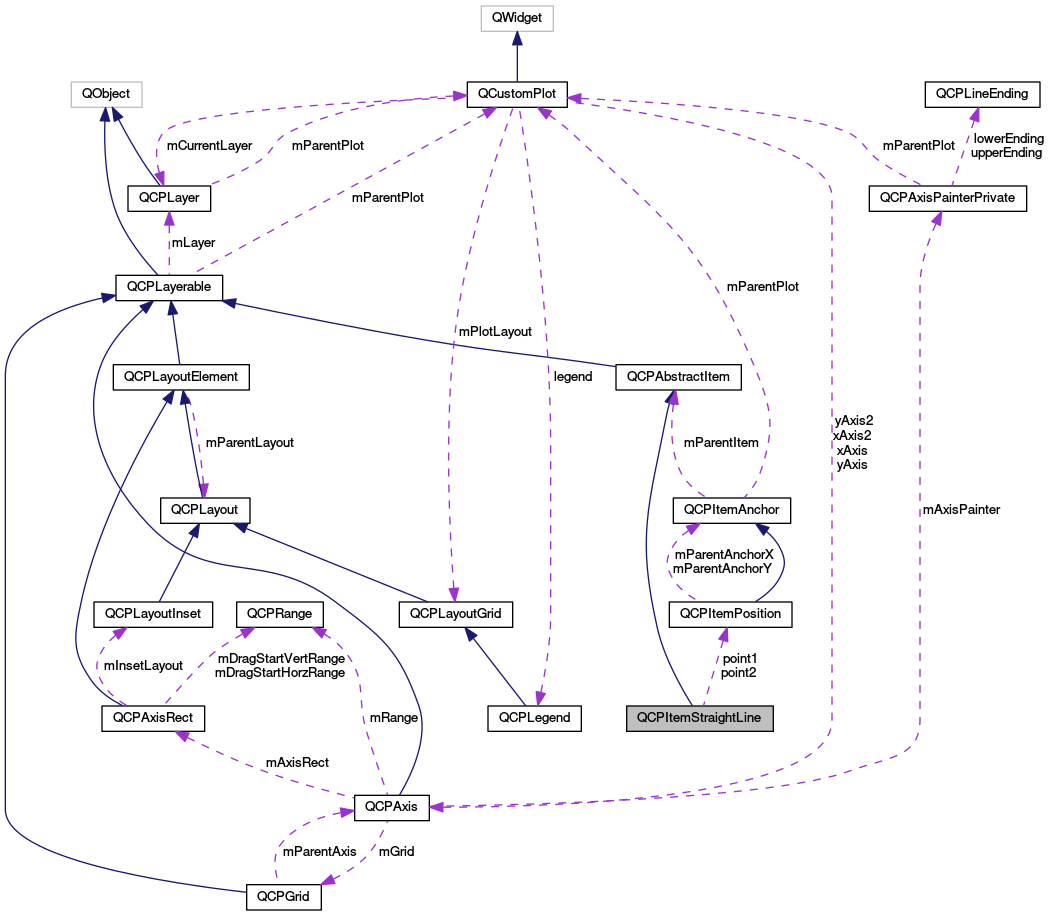 QWidget
QObject
QCustomPlot
QCPLineEnding
mCurrentLayer
mParentPlot
mParentPlot
lowerEnding
upperEnding
QCPLayer
mParentPlot
QCPAxisPainterPrivate
mLayer
QCPLayerable
mParentPlot
mPlotLayout
QCPLayoutElement
legend
QCPAbstractItem
mParentLayout
mParentItem
yAxis2
xAxis2
xAxis
yAxis
QCPLayout
QCPItemAnchor
mAxisPainter
mParentAnchorX
mParentAnchorY
QCPLayoutInset
QCPRange
QCPLayoutGrid
QCPItemPosition
mInsetLayout
mDragStartVertRange
mDragStartHorzRange
point1
point2
QCPAxisRect
mRange
QCPLegend
QCPItemStraightLine
mAxisRect
QCPAxis
mParentAxis
mGrid
QCPGrid